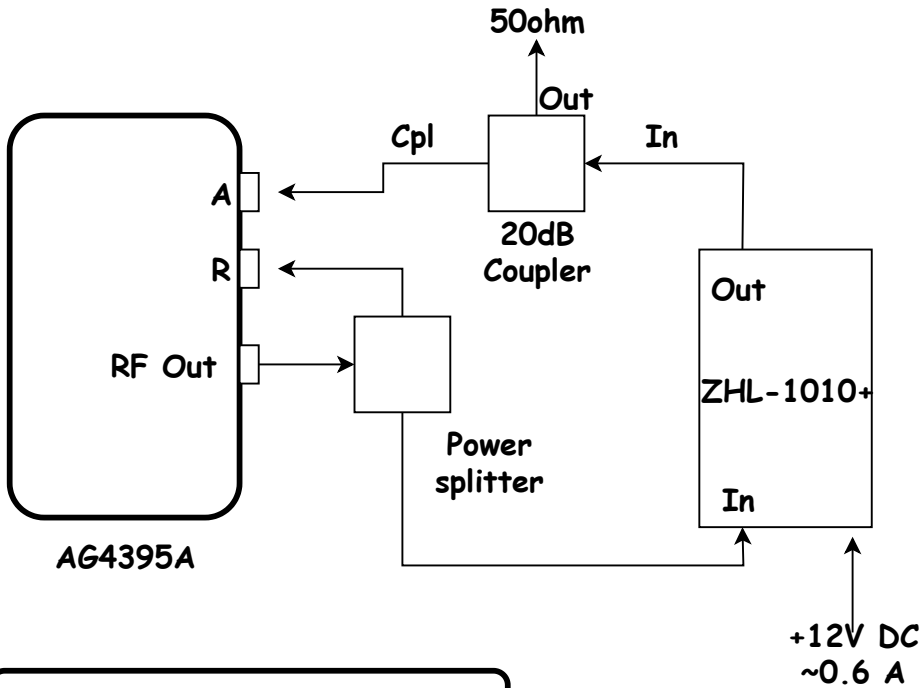 50ohm
Out
Cpl
In
A
20dB
Coupler
R
Out
RF Out
ZHL-1010+
Power
splitter
In
AG4395A
+12V DC
~0.6 A